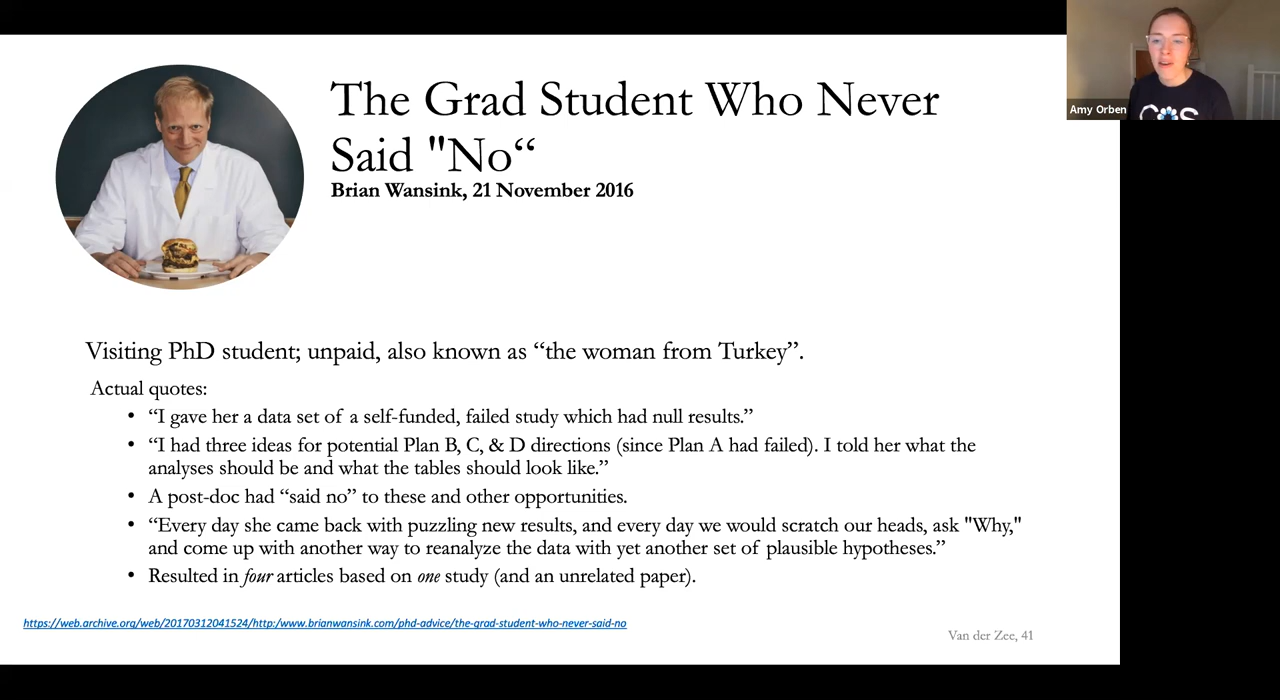 The Grad Student Who Never
Said "No“
Brian Wansink, 21 November 2016
Amy Orben
COS
Visiting PhD student; unpaid, also known as “the woman from Turkey”.
Actual quotes:
• “I gave her a data set of a self-funded, failed study which had null results.”
• “I had three ideas for potential Plan B, C, & D directions (since Plan A had failed). I told her what the
analyses should be and what the tables should look like.”
• A post-doc had “said no” to these and other opportunities.
• “Every day she came back with puzzling new results, and every day we would scratch our heads, ask "Why,"
and come up with another way to reanalyze the data with yet another set of plausible hypotheses.”
• Resulted in four articles based on one study (and an unrelated paper).
https://web.archive.org/web/20170312041524/http:/www.brianwansink.com/phd-advice/the-grad-student-who-never-said-no
Van der Zee, 41